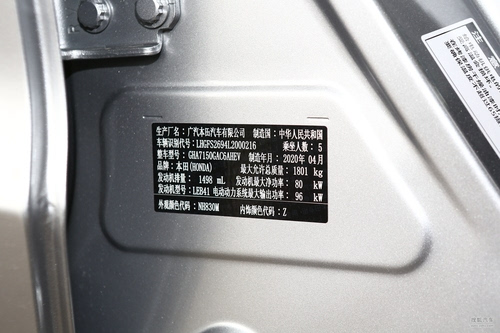 生产厂名：广汽本田汽车有限公司 制造国：中华人民共和国
车辆识别代号：LHGFS2694L2000216 乘坐人数：5
整车型号：GHA7150GAC6AHEV 制造年月：2020年04月
品牌：本田(HONDA) 最大允许总质量：1801 kg
发动机排量：1498 mL 发动机最大净功率：80 kW
发动机型号：LEB41 电动动力系统最大输出功率：96 kW
外观颜色代码：NH830M 内饰颜色代码：Z